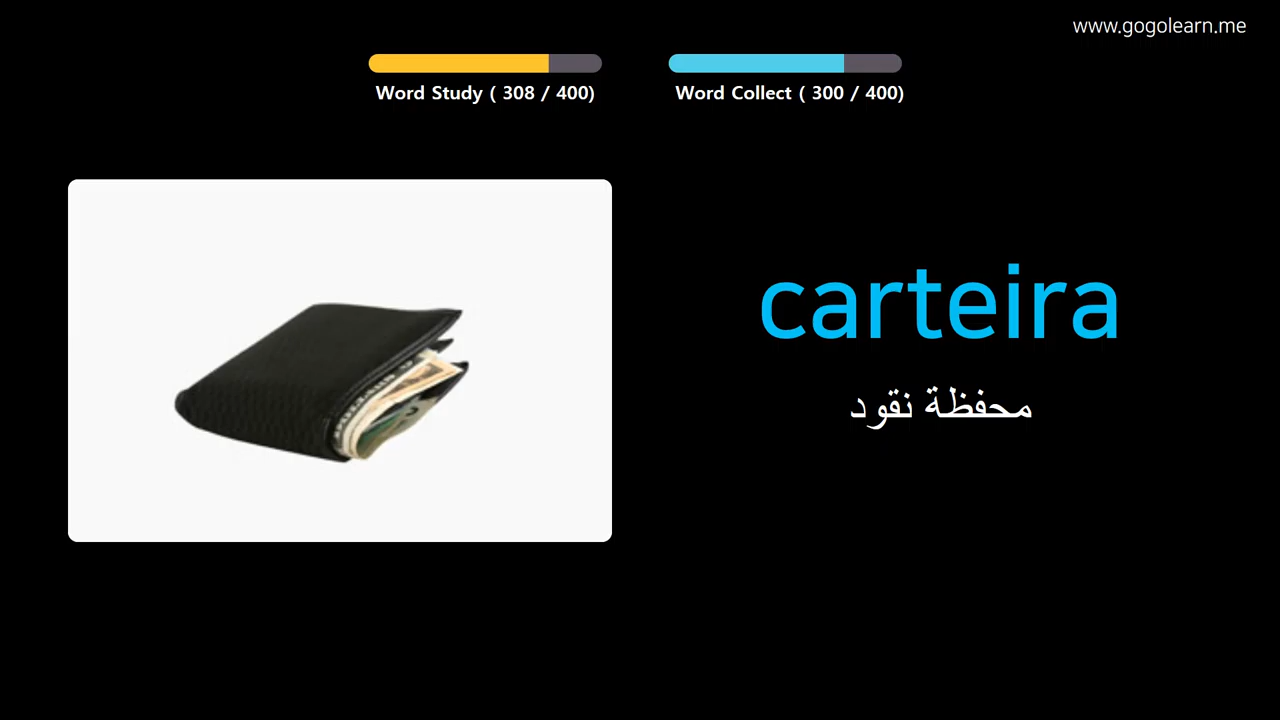 www.gogolearn.me
Word Study ( 308 / 400)
Word Collect ( 300 / 400)
carteira
محفظة نقود